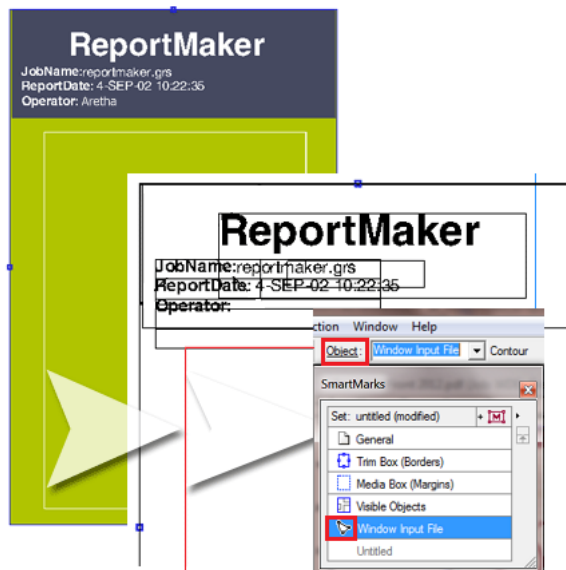 ReportMaker
JobName:reportmaker.grs
ReportDate: 4-SEP-02 10:22:35
Operator: Aretha
ReportMaker
JobName:reportmaker.grs
ReportDate: 4-SEP-02 10:22:35
Operator:
ction Window Help
Object: Window Input File Contour
SmartMarks
Set: untitled (modified) + [M]
General
Trim Box (Borders)
Media Box (Margins)
Visible Objects
Window Input File
Untitled